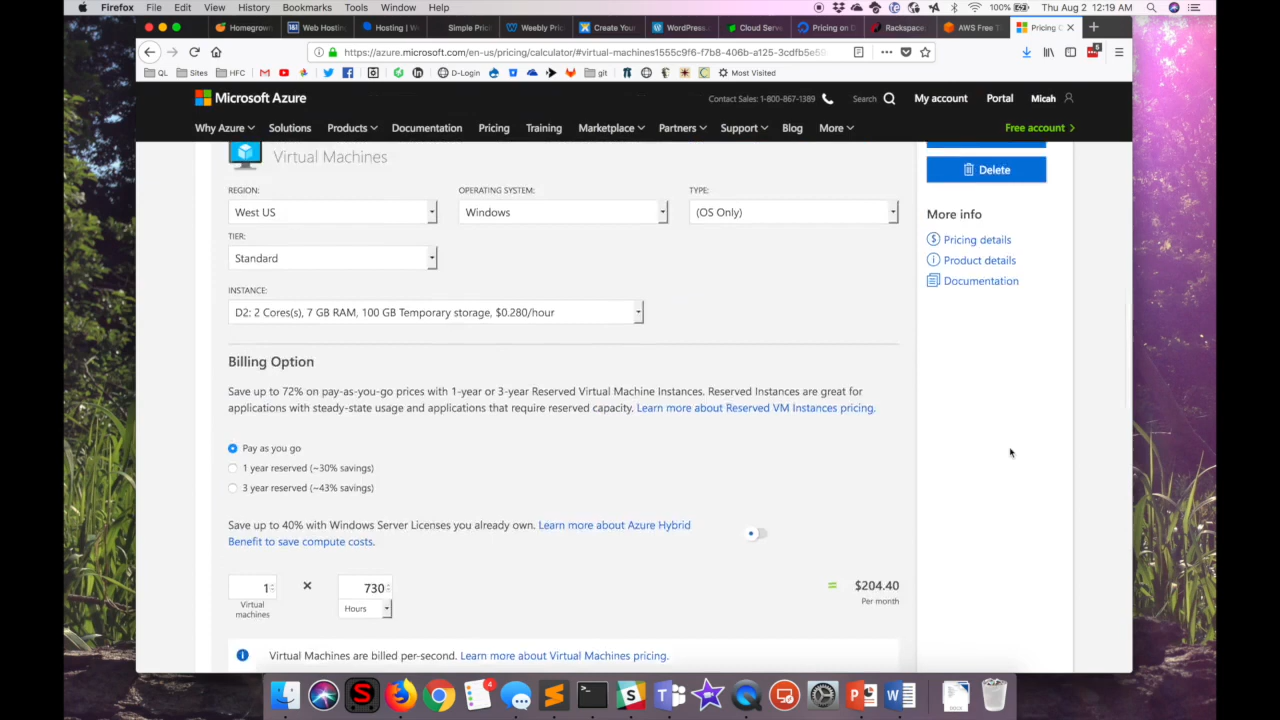 Firefox File Edit View History Bookmarks Tools Window Help 100% Thu Aug 2 12:19 AM
Homegrown Web Hostin Hosting | W Simple Pricin Weekly Pric Create Your WordPress. Cloud Serve Pricing on D Rackspace AWS Free T Pricing C
https://azure.microsoft.com/en-us/pricing/calculator/#virtual-machines1555c9f6-f7b8-406b-a125-3cdfb5e59
QL Sites HFC D-Login git Most Visited
Microsoft Azure Contact Sales: 1-800-867-1389 Search My account Portal Micah
Why Azure Solutions Products Documentation Pricing Training Marketplace Partners Support Blog More Free account
Virtual Machines
Delete
REGION: OPERATING SYSTEM: TYPE:
West US Windows (OS Only)
More info
TIER:
Pricing details
Standard
Product details
Documentation
INSTANCE:
D2: 2 Cores(s), 7 GB RAM, 100 GB Temporary storage, $0.280/hour
Billing Option
Save up to 72% on pay-as-you-go prices with 1-year or 3-year Reserved Virtual Machine Instances. Reserved Instances are great for
applications with steady-state usage and applications that require reserved capacity. Learn more about Reserved VM Instances pricing.
Pay as you go
1 year reserved (~30% savings)
3 year reserved (~43% savings)
Save up to 40% with Windows Server Licenses you already own. Learn more about Azure Hybrid
Benefit to save compute costs.
1 × 730 = $204.40
Virtual
machines
Hours
Per month
Virtual Machines are billed per-second. Learn more about Virtual Machines pricing.